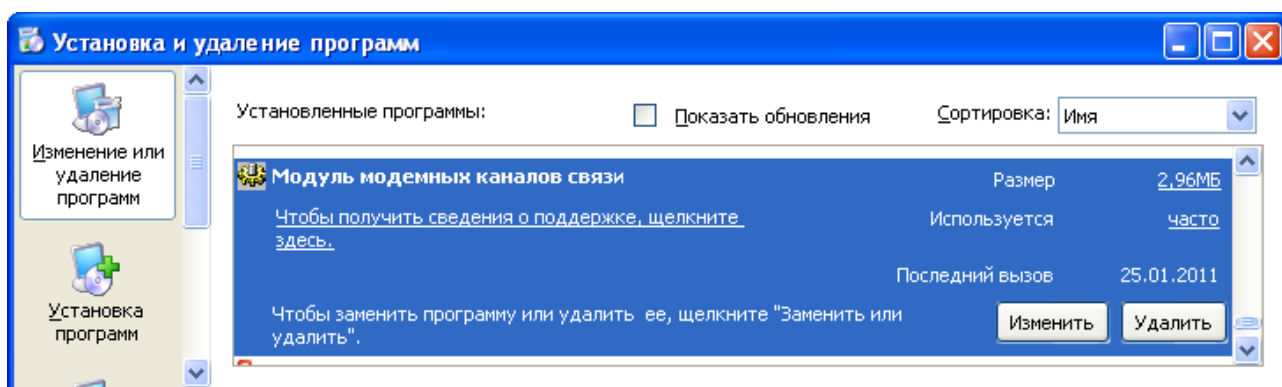 Установка и удаление программ
Изменение или
удаление
программ
Установка
программ
Установленные программы:
Показать обновления
Сортировка: Имя
Модуль модемных каналов связи
Размер 2,96МБ
Чтобы получить сведения о поддержке, щелкните
здесь.
Используется часто
Последний вызов 25.01.2011
Чтобы заменить программу или удалить ее, щелкните "Заменить или
удалить".
Изменить Удалить